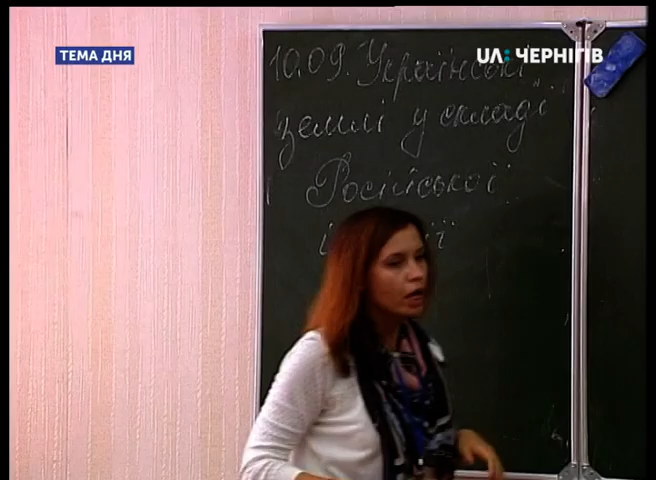 ТЕМА ДНЯ
UA: ЧЕРНІГІВ
10.09. Українські
землі у складі
Російської